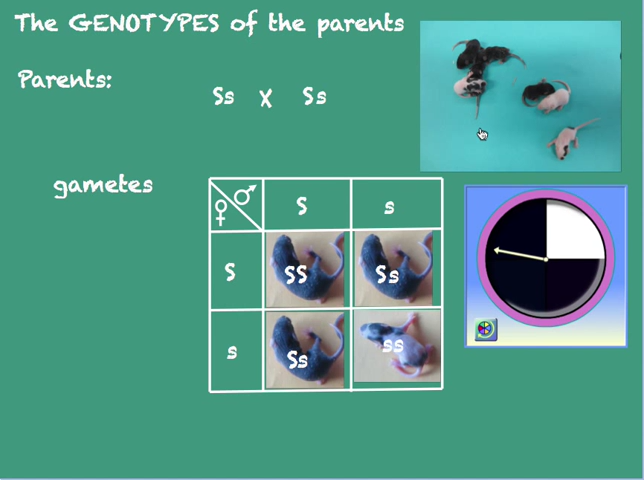 The GENOTYPES of the parents
Parents:
Ss X Ss
gametes
♀ ♂ S s
S SS Ss
s Ss ss